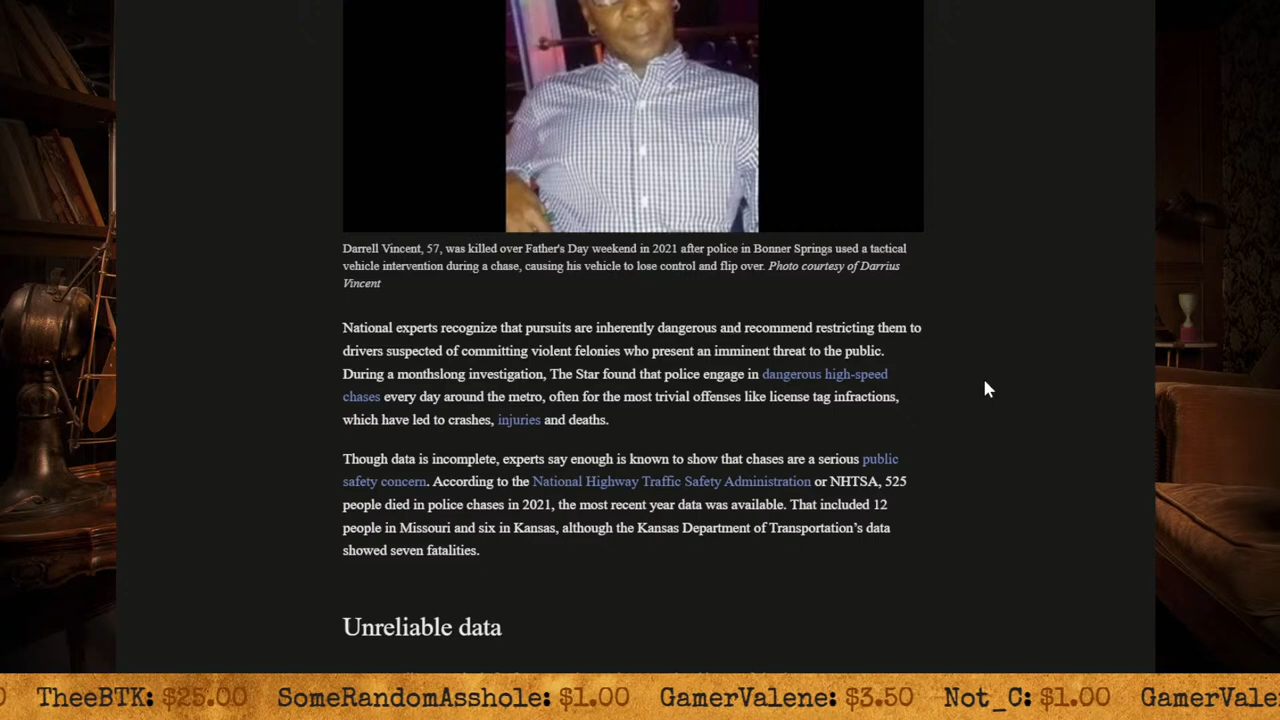 Darrell Vincent, 57, was killed over Father's Day weekend in 2021 after police in Bonner Springs used a tactical
vehicle intervention during a chase, causing his vehicle to lose control and flip over. Photo courtesy of Darrius
Vincent
National experts recognize that pursuits are inherently dangerous and recommend restricting them to
drivers suspected of committing violent felonies who present an imminent threat to the public.
During a monthslong investigation, The Star found that police engage in dangerous high-speed
chases every day around the metro, often for the most trivial offenses like license tag infractions,
which have led to crashes, injuries and deaths.
Though data is incomplete, experts say enough is known to show that chases are a serious public
safety concern. According to the National Highway Traffic Safety Administration or NHTSA, 525
people died in police chases in 2021, the most recent year data was available. That included 12
people in Missouri and six in Kansas, although the Kansas Department of Transportation’s data
showed seven fatalities.
Unreliable data
0 TheeBTK: $25.00 SomeRandomAsshole: $1.00 GamerValene: $3.50 Not_C: $1.00 GamerVale